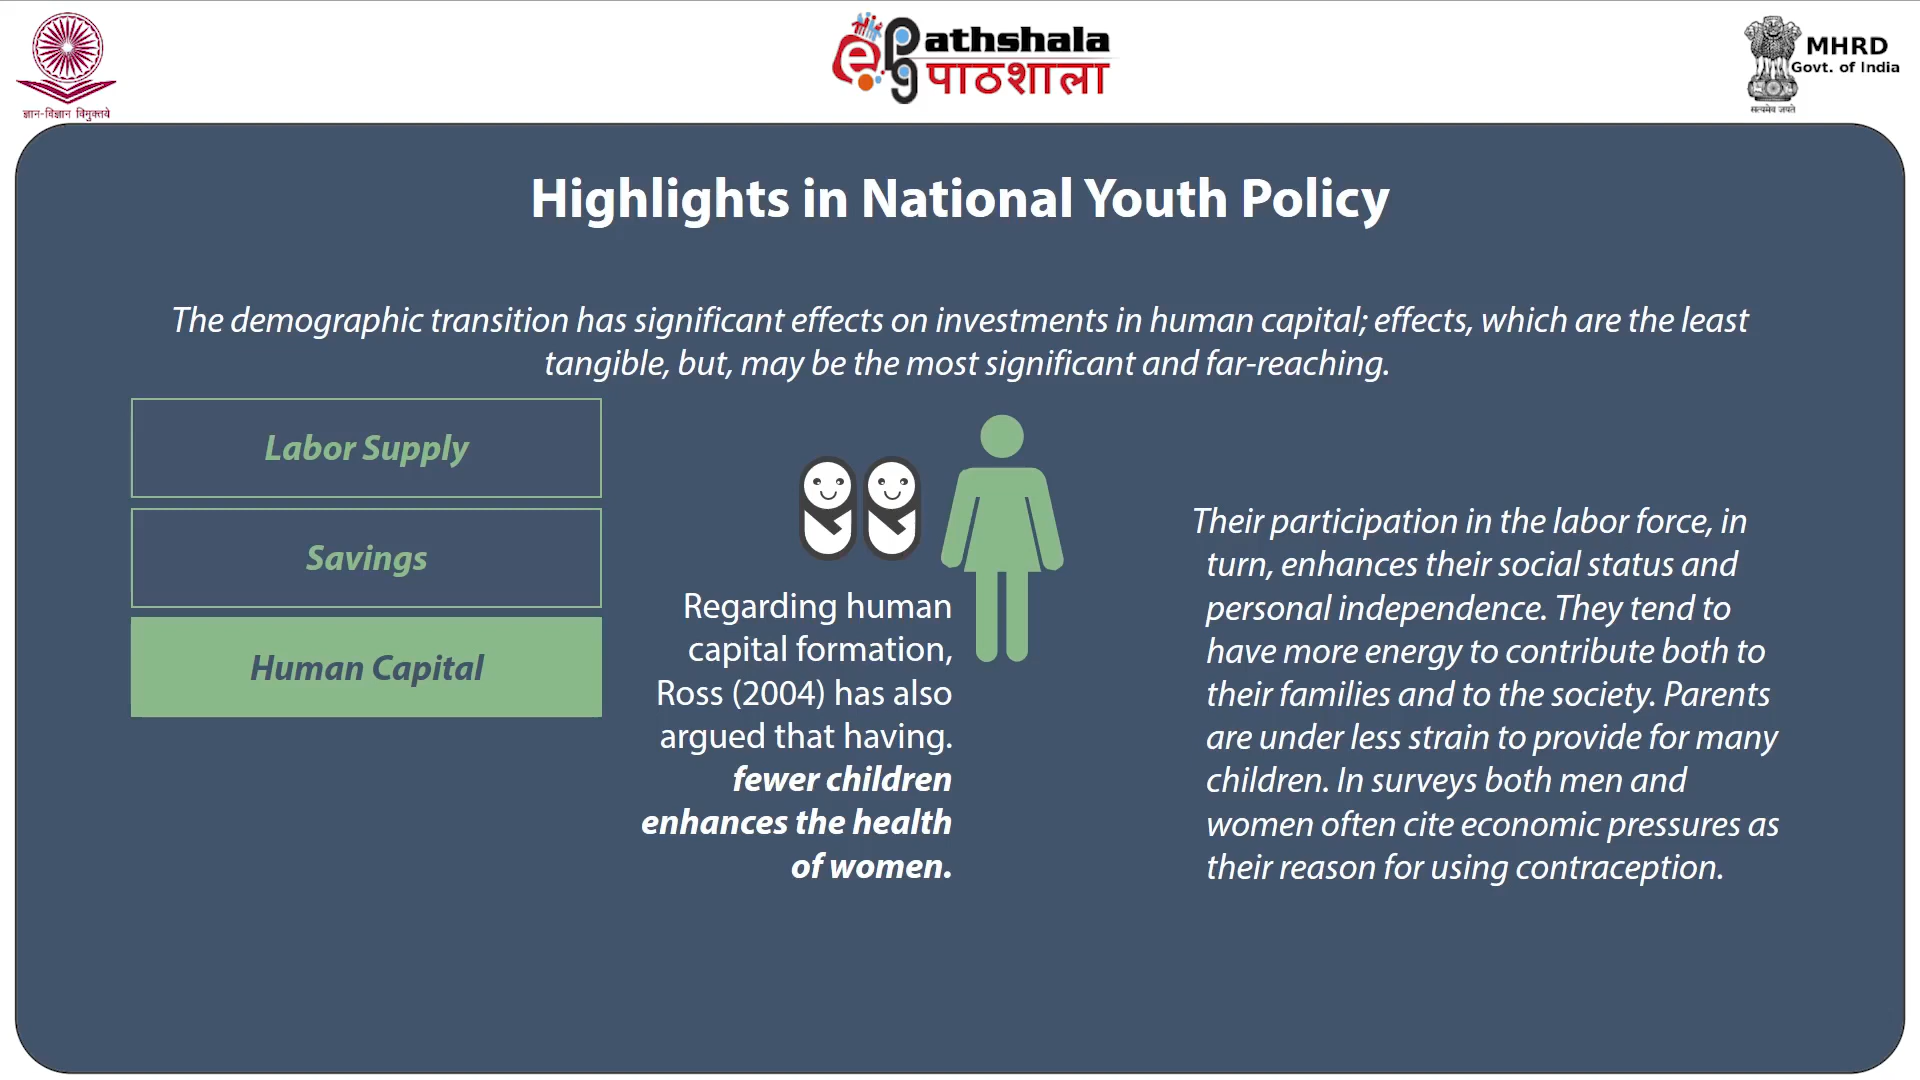 ज्ञान-विज्ञान विमुक्तये
ePG athshala
पाठशाला
MHRD
Govt. of India
सत्यमेव जयते
Highlights in National Youth Policy
The demographic transition has significant effects on investments in human capital; effects, which are the least
tangible, but, may be the most significant and far-reaching.
Labor Supply
Savings
Human Capital
Regarding human
capital formation,
Ross (2004) has also
argued that having.
fewer children
enhances the health
of women.
Their participation in the labor force, in
turn, enhances their social status and
personal independence. They tend to
have more energy to contribute both to
their families and to the society. Parents
are under less strain to provide for many
children. In surveys both men and
women often cite economic pressures as
their reason for using contraception.